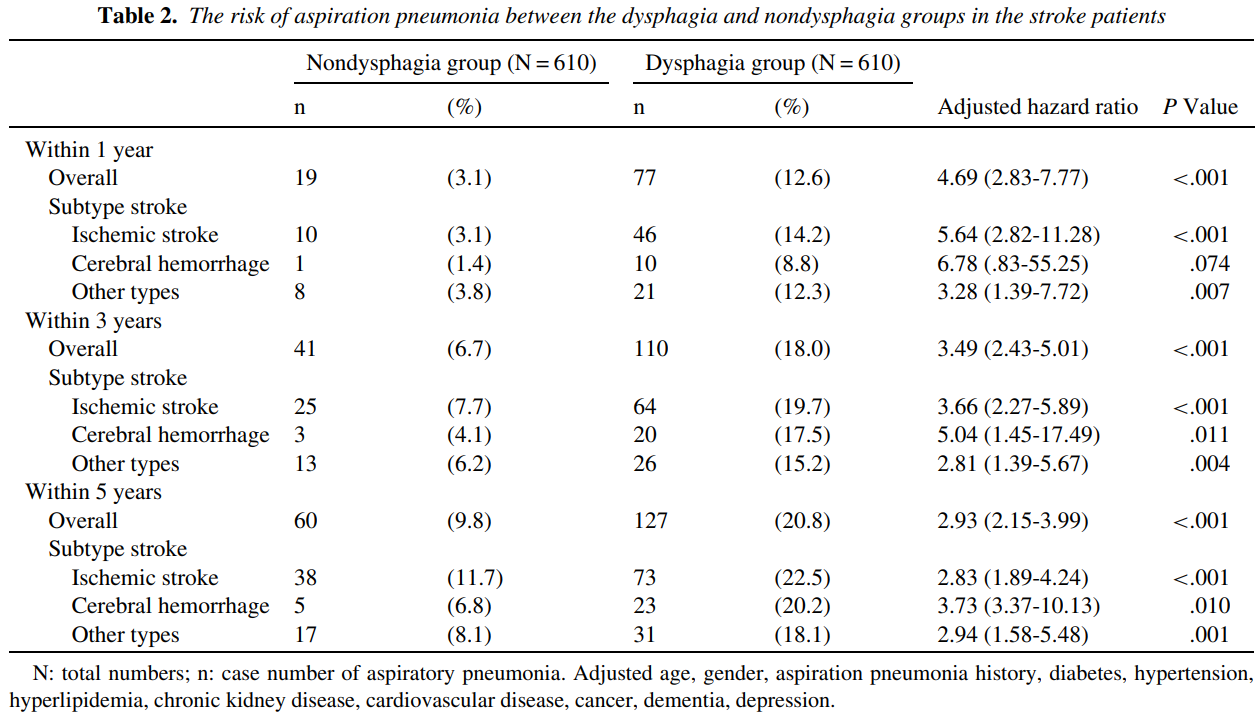 Table 2. The risk of aspiration pneumonia between the dysphagia and nondysphagia groups in the stroke patients
Nondysphagia group (N = 610) Dysphagia group (N = 610)
n (%) n (%) Adjusted hazard ratio P Value
Within 1 year
Overall 19 (3.1) 77 (12.6) 4.69 (2.83-7.77) <.001
Subtype stroke
Ischemic stroke 10 (3.1) 46 (14.2) 5.64 (2.82-11.28) <.001
Cerebral hemorrhage 1 (1.4) 10 (8.8) 6.78 (.83-55.25) .074
Other types 8 (3.8) 21 (12.3) 3.28 (1.39-7.72) .007
Within 3 years
Overall 41 (6.7) 110 (18.0) 3.49 (2.43-5.01) <.001
Subtype stroke
Ischemic stroke 25 (7.7) 64 (19.7) 3.66 (2.27-5.89) <.001
Cerebral hemorrhage 3 (4.1) 20 (17.5) 5.04 (1.45-17.49) .011
Other types 13 (6.2) 26 (15.2) 2.81 (1.39-5.67) .004
Within 5 years
Overall 60 (9.8) 127 (20.8) 2.93 (2.15-3.99) <.001
Subtype stroke
Ischemic stroke 38 (11.7) 73 (22.5) 2.83 (1.89-4.24) <.001
Cerebral hemorrhage 5 (6.8) 23 (20.2) 3.73 (3.37-10.13) .010
Other types 17 (8.1) 31 (18.1) 2.94 (1.58-5.48) .001
N: total numbers; n: case number of aspiratory pneumonia. Adjusted age, gender, aspiration pneumonia history, diabetes, hypertension,
hyperlipidemia, chronic kidney disease, cardiovascular disease, cancer, dementia, depression.